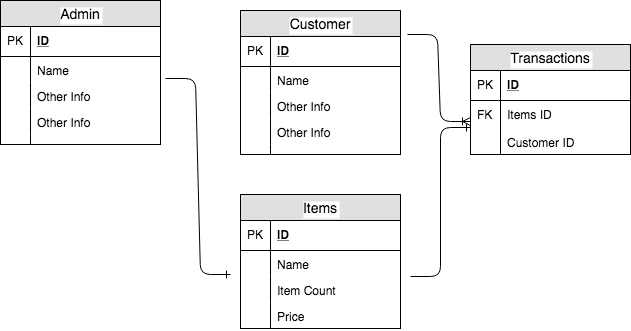 Admin
PK ID
Name
Other Info
Other Info
Customer
PK ID
Name
Other Info
Other Info
Transactions
PK ID
FK Items ID
Customer ID
Items
PK ID
Name
Item Count
Price